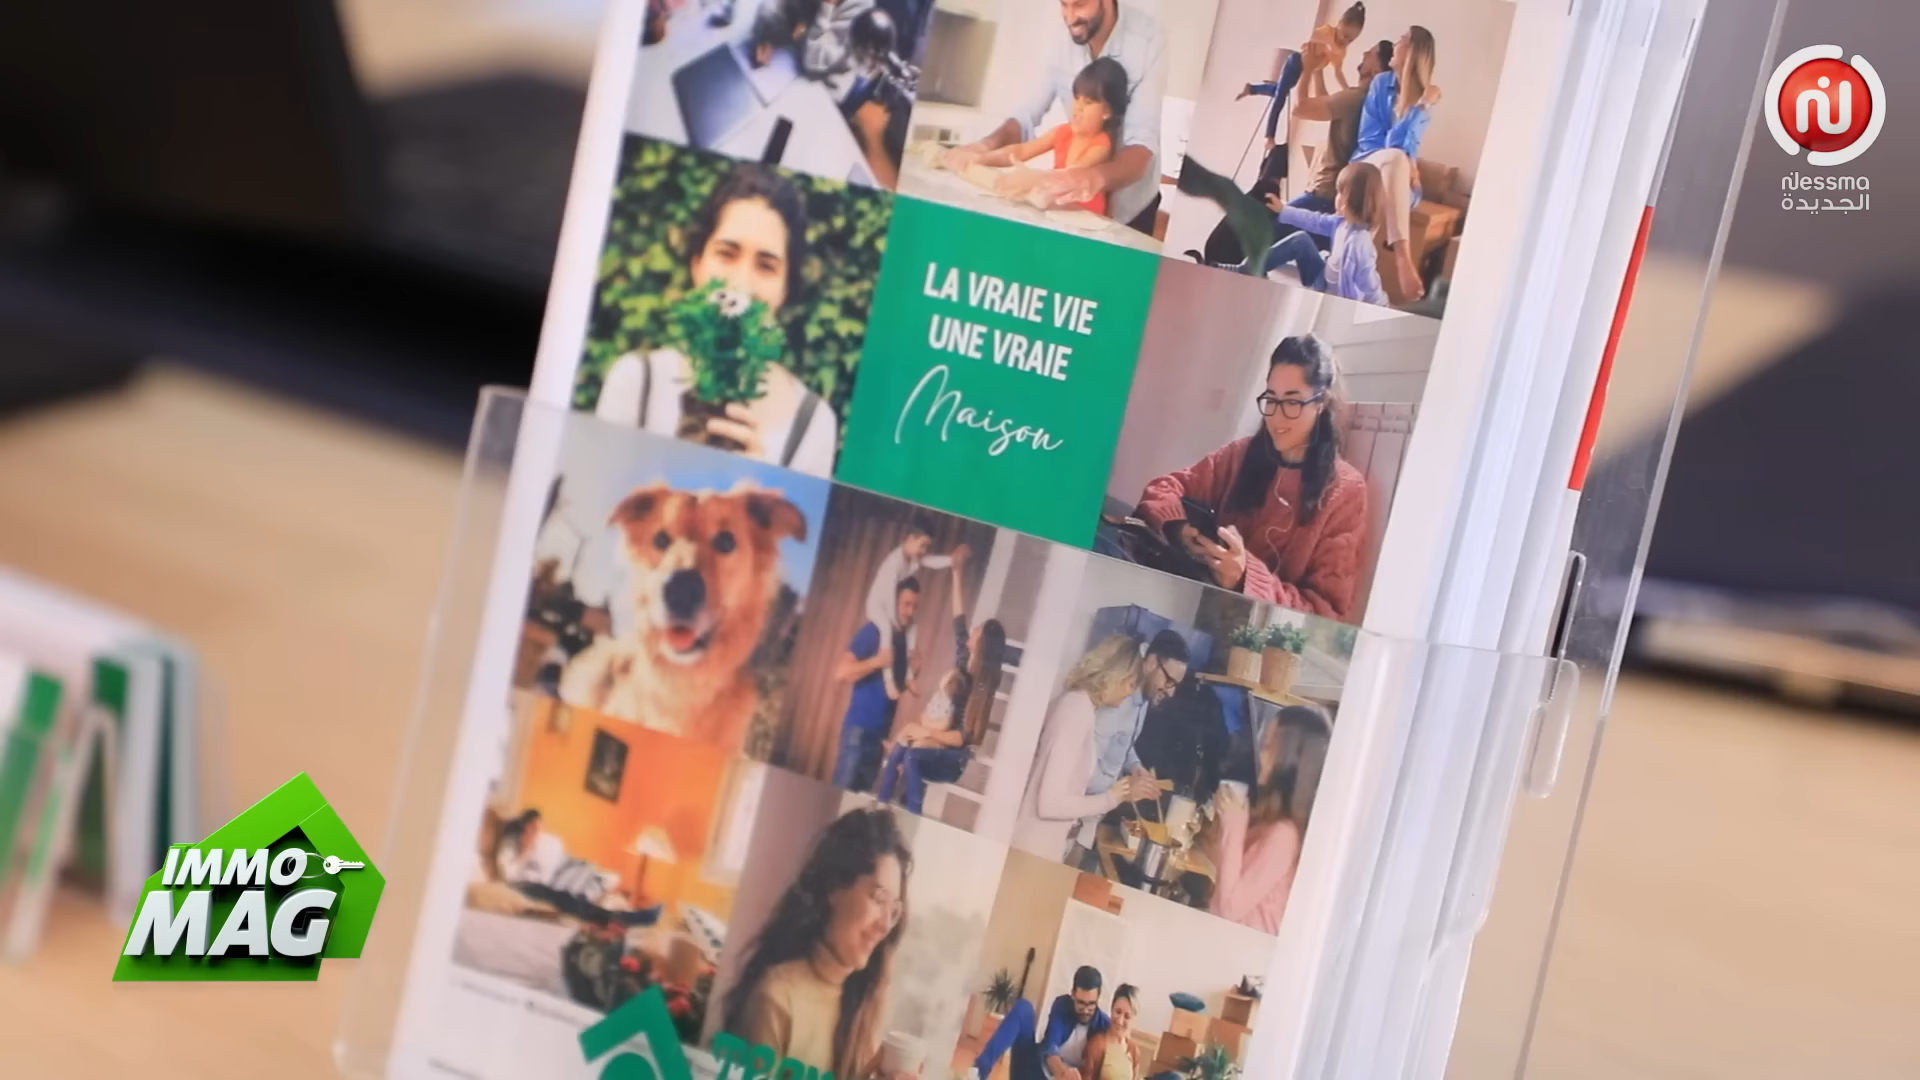 Nessma
الجديدة
LA VRAIE VIE
UNE VRAIE
Maison
IMMO
MAG